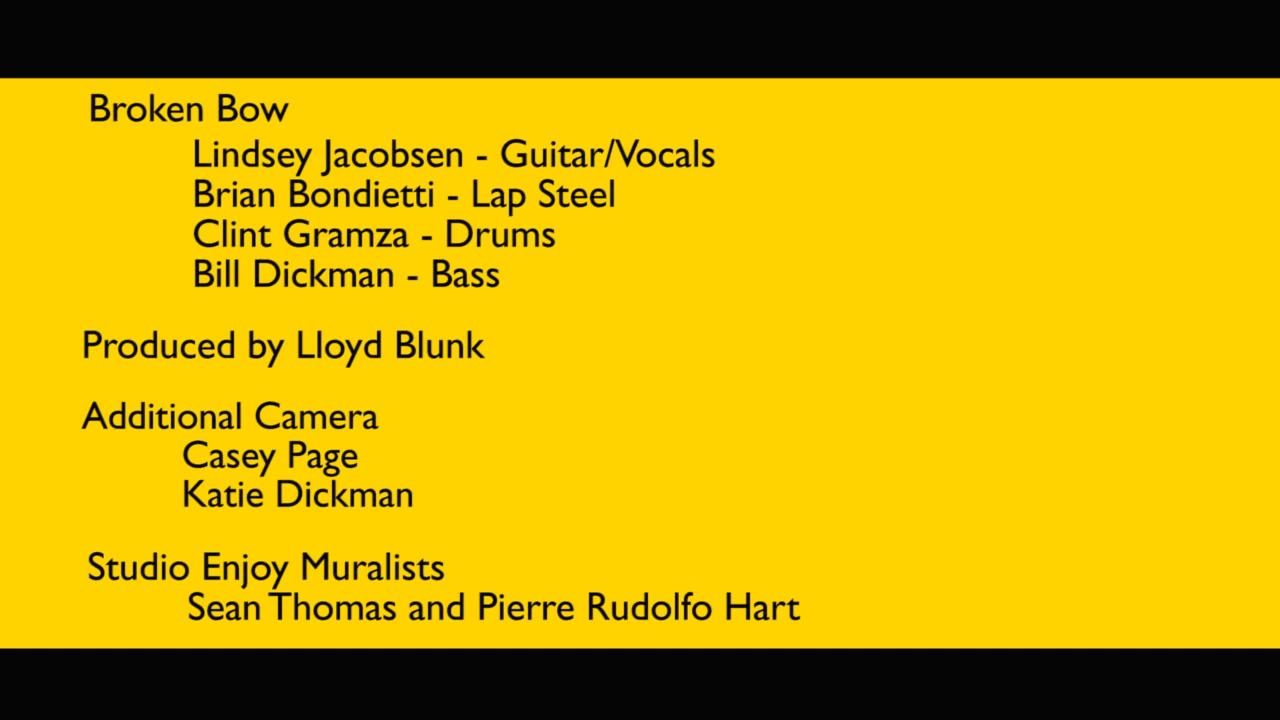 Broken Bow
Lindsey Jacobsen - Guitar/Vocals
Brian Bondietti - Lap Steel
Clint Gramza - Drums
Bill Dickman - Bass
Produced by Lloyd Blunk
Additional Camera
Casey Page
Katie Dickman
Studio Enjoy Muralists
Sean Thomas and Pierre Rudolfo Hart